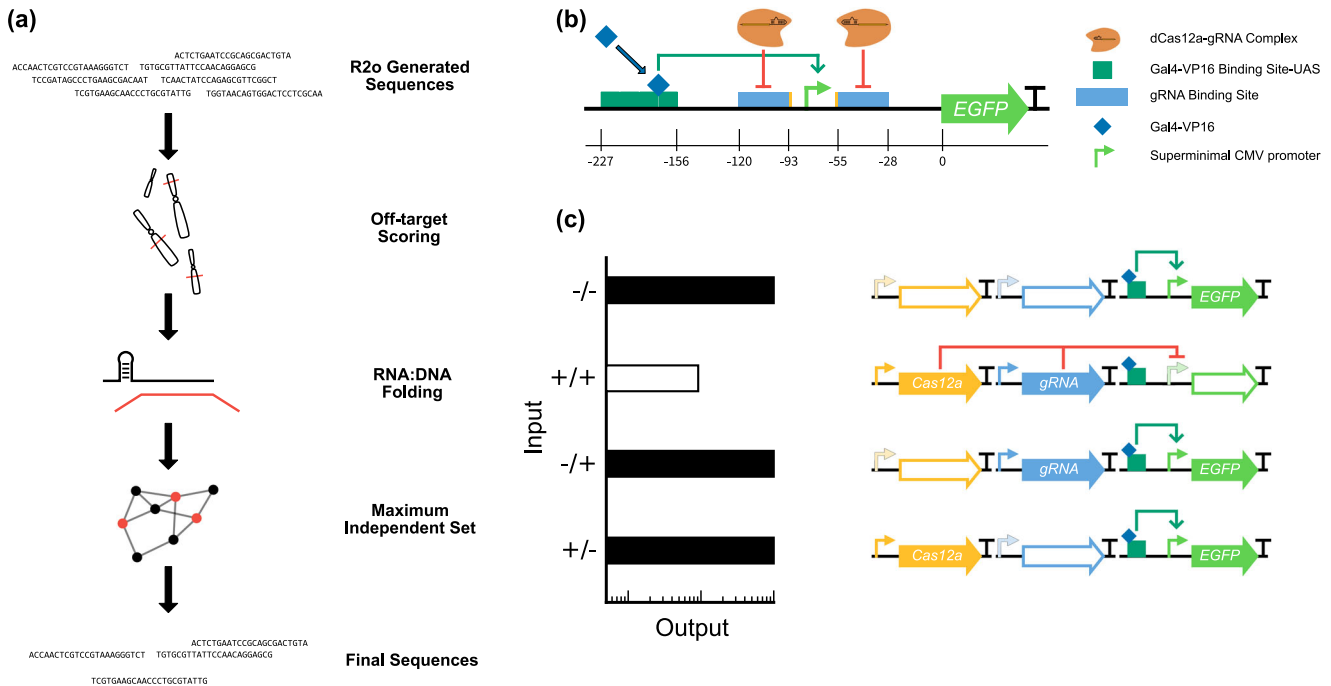 (a)
ACTCTGAATCCGCAGCGACTGTA
ACCAACTCGTCCGTAAAGGGTCT TGTGCGTTATTCCAACAGGAGCG
TCCGATAGCCCTGAAGCGACAAT TCAACTATCCAGAGCGTTCGGCT
TCGTGAAGCAACCCTGCGTATTG TGGTAACAGTGGACTCCTCGCAA
R2o Generated
Sequences
Off-target
Scoring
RNA:DNA
Folding
Maximum
Independent Set
ACTCTGAATCCGCAGCGACTGTA
ACCAACTCGTCCGTAAAGGGTCT TGTGCGTTATTCCAACAGGAGCG
TCGTGAAGCAACCCTGCGTATTG
Final Sequences
(b)
EGFP
-227 -156 -120 -93 -55 -28 0
dCas12a-gRNA Complex
Gal4-VP16 Binding Site-UAS
gRNA Binding Site
Gal4-VP16
Superminimal CMV promoter
(c)
Input
-/-
+/+
-/+
+/-
Output
EGFP
Cas12a gRNA
gRNA EGFP
Cas12a EGFP